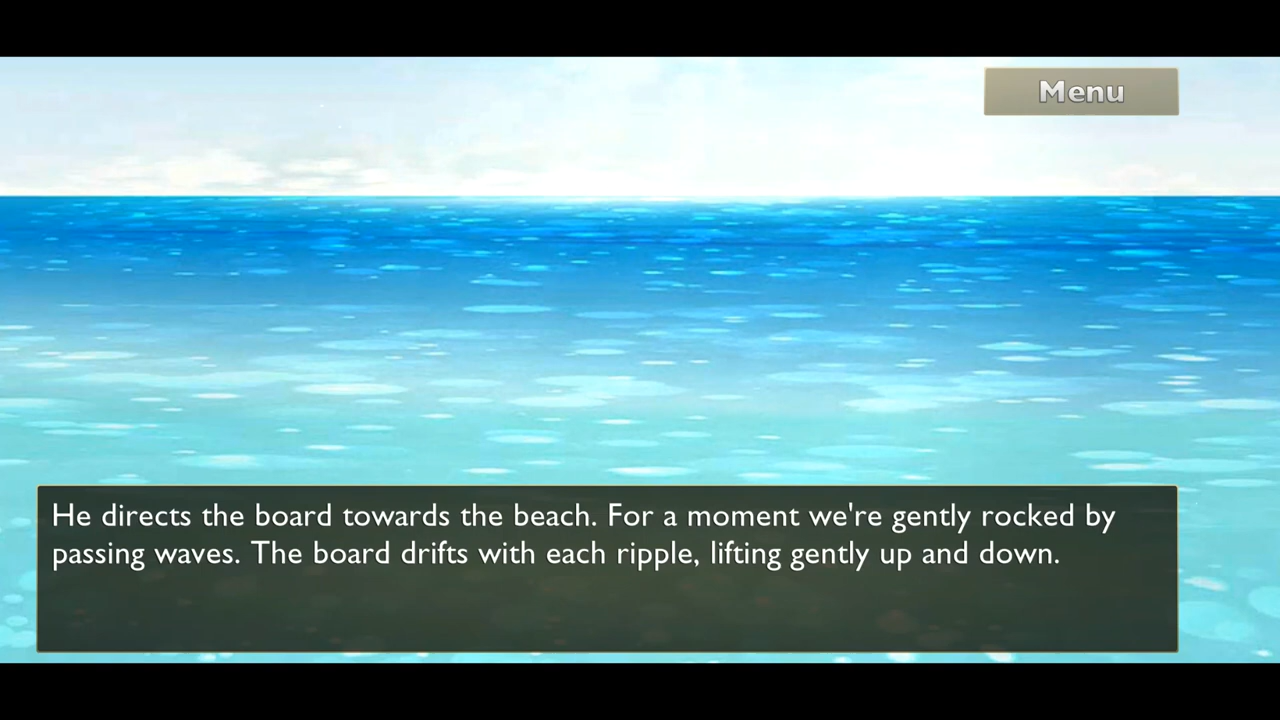 Menu
He directs the board towards the beach. For a moment we're gently rocked by
passing waves. The board drifts with each ripple, lifting gently up and down.